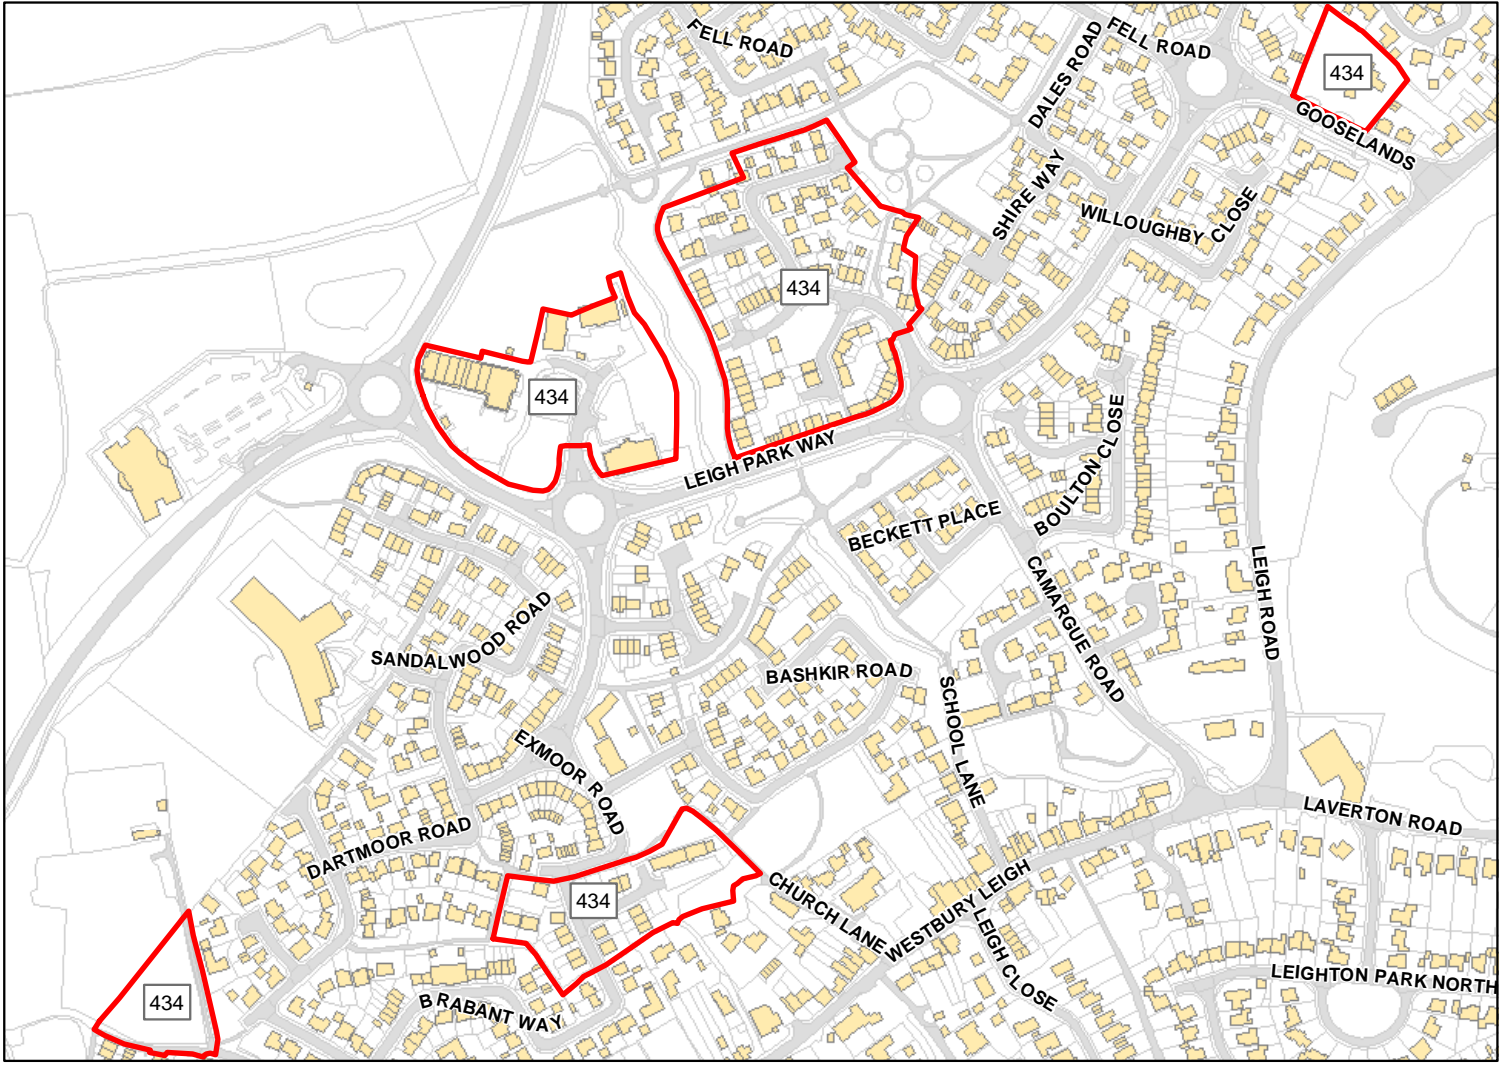 FELL ROAD
DALES ROAD
FELL ROAD
434
GOOSELANDS
SHIRE WAY
WILLOUGHBY CLOSE
434
434
LEIGH PARK WAY
BOULTON CLOSE
BECKETT PLACE
CAMARGUE ROAD
LEIGH ROAD
SANDALWOOD ROAD
BASHKIR ROAD
SCHOOL LANE
EXMOOR ROAD
DARTMOOR ROAD
LAVERTON ROAD
434
CHURCH LANE
WESTBURY LEIGH
LEIGH CLOSE
LEIGHTON PARK NORTH
434
BRABANT WAY